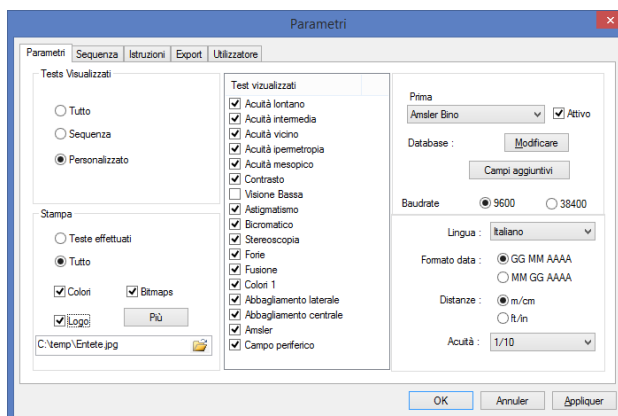 Parametri
Parametri Sequenza Istruzioni Export Utilizzatore
Tests Visualizzati
Tutto
Sequenza
Personalizzato
Stampa
Teste effettuati
Tutto
Colori Bitmaps
Logo Più
C:\temp\Entete.jpg
Test vizualizzati
Acuità lontano
Acuità intermedia
Acuità vicino
Acuità ipermetropia
Acuità mesopico
Contrasto
Visione Bassa
Astigmatismo
Bicromatico
Stereoscopia
Forie
Fusione
Colori 1
Abbagliamento laterale
Abbagliamento centrale
Amsler
Campo periferico
Prima
Amsler Bino Attivo
Database : Modificare
Campi aggiuntivi
Baudrate 9600 38400
Lingua : Italiano
Formato data : GG MM AAAA
MM GG AAAA
Distanze : m/cm
ft/in
Acuità : 1/10
OK Annuler Appliquer